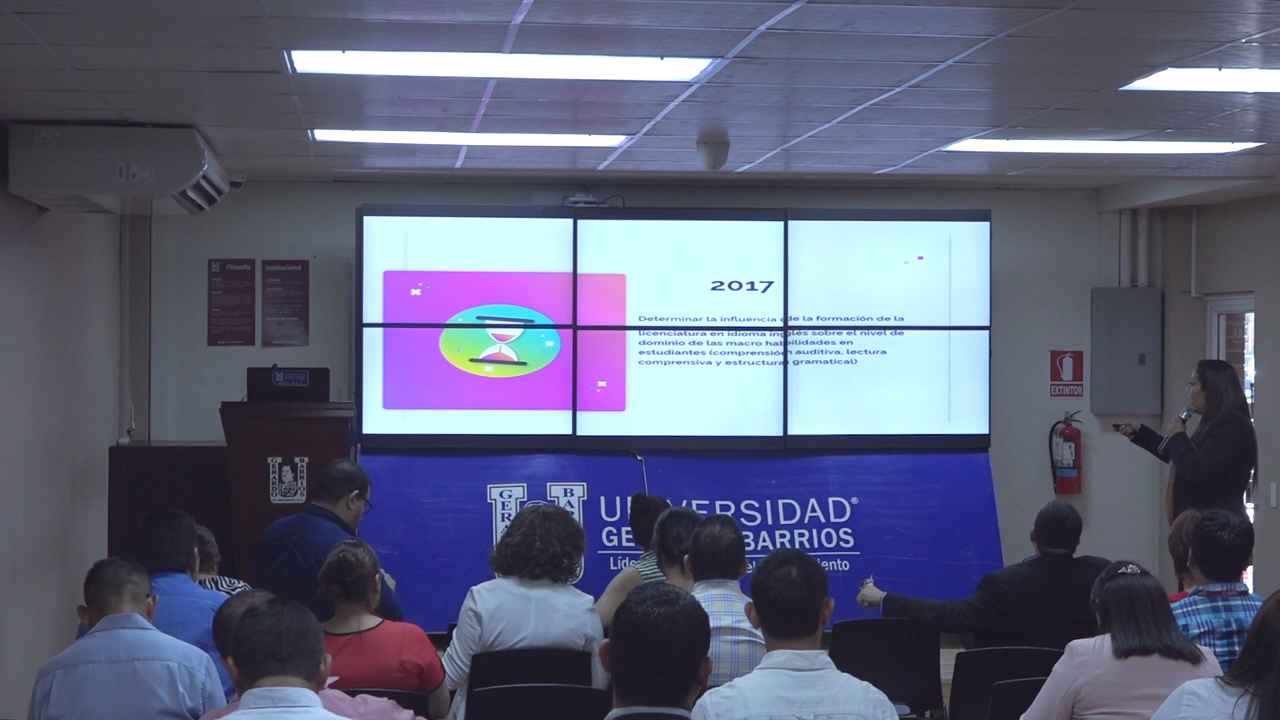 Filosofía
Institucional
2017
Determinar la influencia de la formación de la
licenciatura en idioma inglés sobre el nivel de
dominio de las macro habilidades en
estudiantes (comprensión auditiva, lectura
comprensiva y estructura gramatical)
EXTINTOR
GERARDO
BARRIOS
UNIVERSIDAD®
BARRIOS